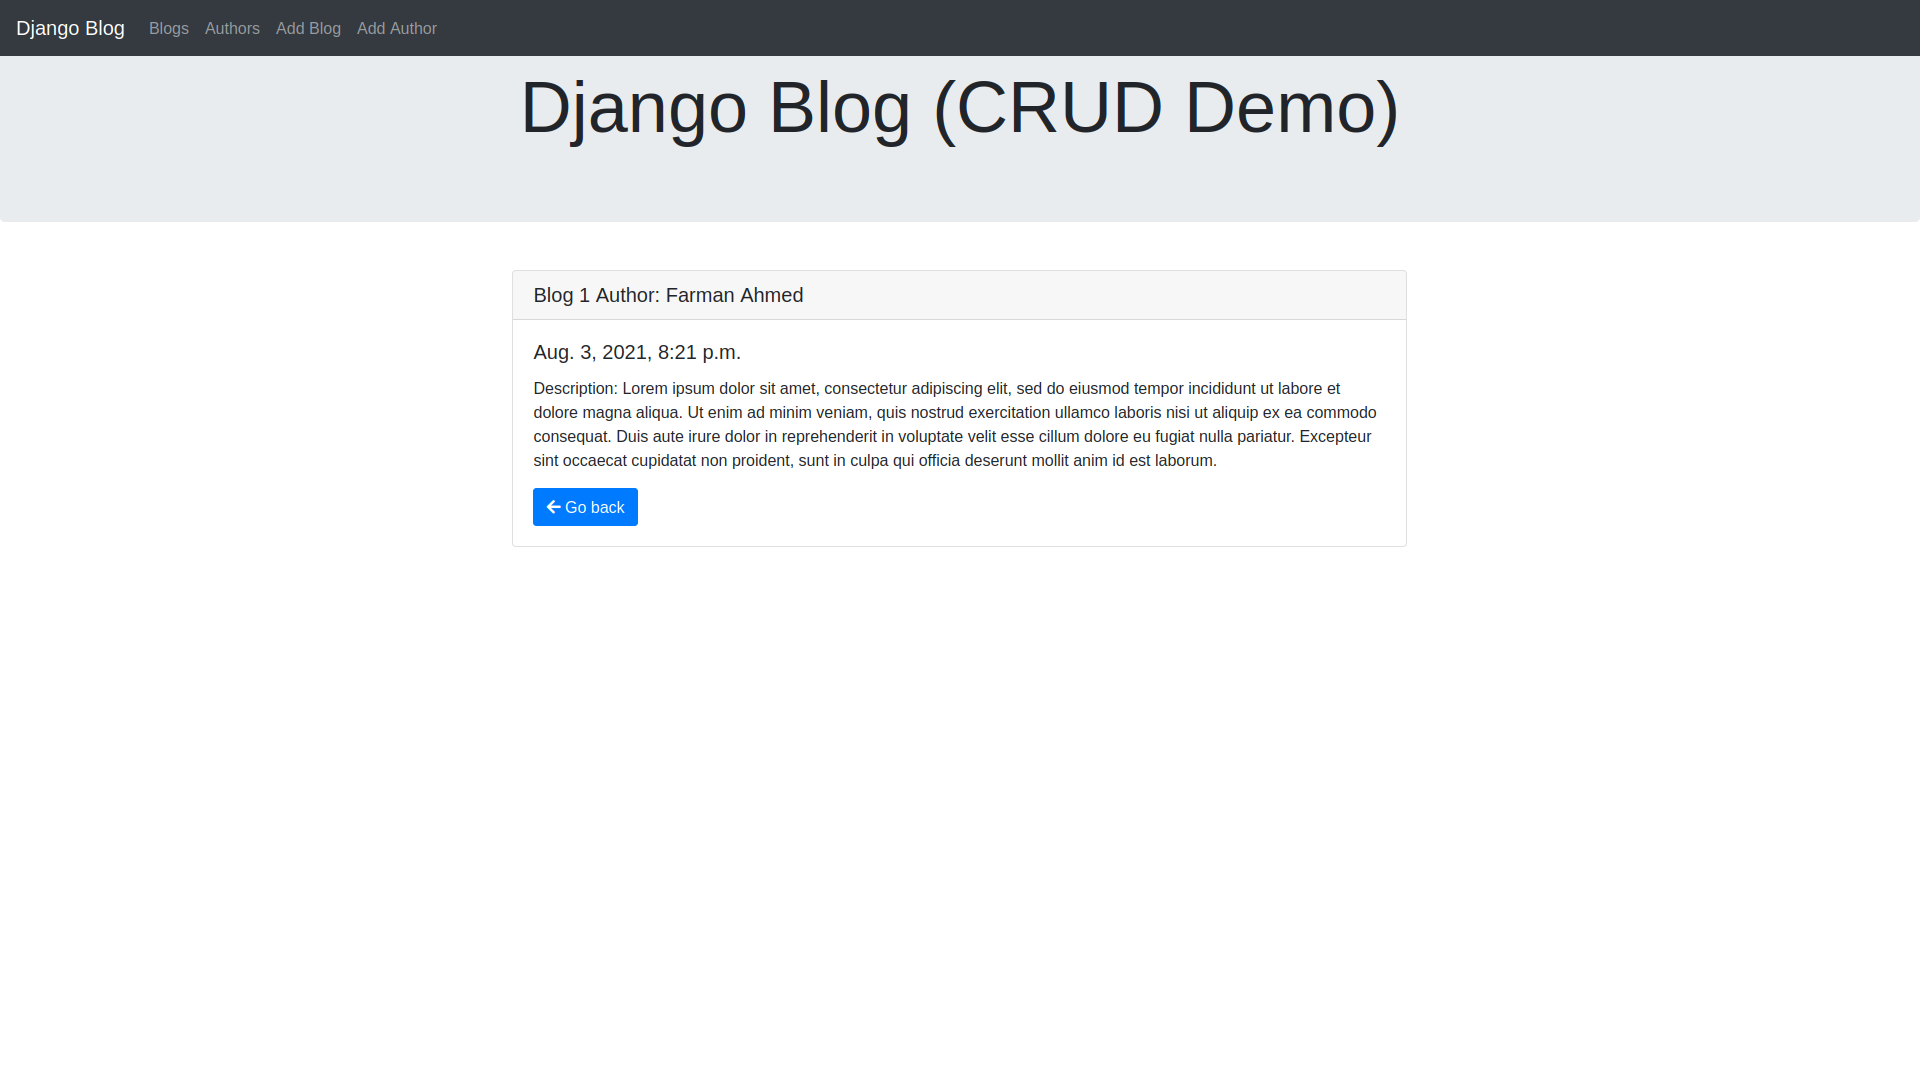 Django Blog Blogs Authors Add Blog Add Author
Django Blog (CRUD Demo)
Blog 1 Author: Farman Ahmed
Aug. 3, 2021, 8:21 p.m.
Description: Lorem ipsum dolor sit amet, consectetur adipiscing elit, sed do eiusmod tempor incididunt ut labore et
dolore magna aliqua. Ut enim ad minim veniam, quis nostrud exercitation ullamco laboris nisi ut aliquip ex ea commodo
consequat. Duis aute irure dolor in reprehenderit in voluptate velit esse cillum dolore eu fugiat nulla pariatur. Excepteur
sint occaecat cupidatat non proident, sunt in culpa qui officia deserunt mollit anim id est laborum.
Go back